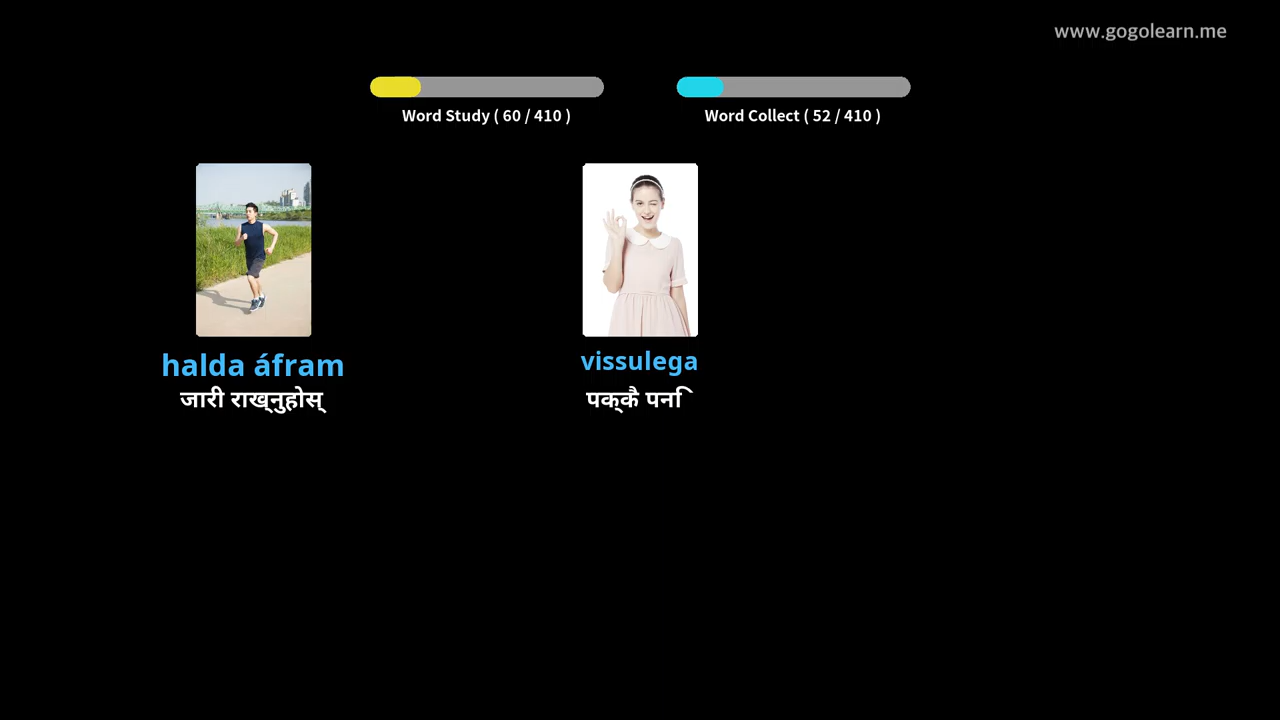 www.gogolearn.me
Word Study ( 60 / 410 )
Word Collect ( 52 / 410 )
halda áfram
जारी राख्नुहोस्
vissulega
पक्कै पनि